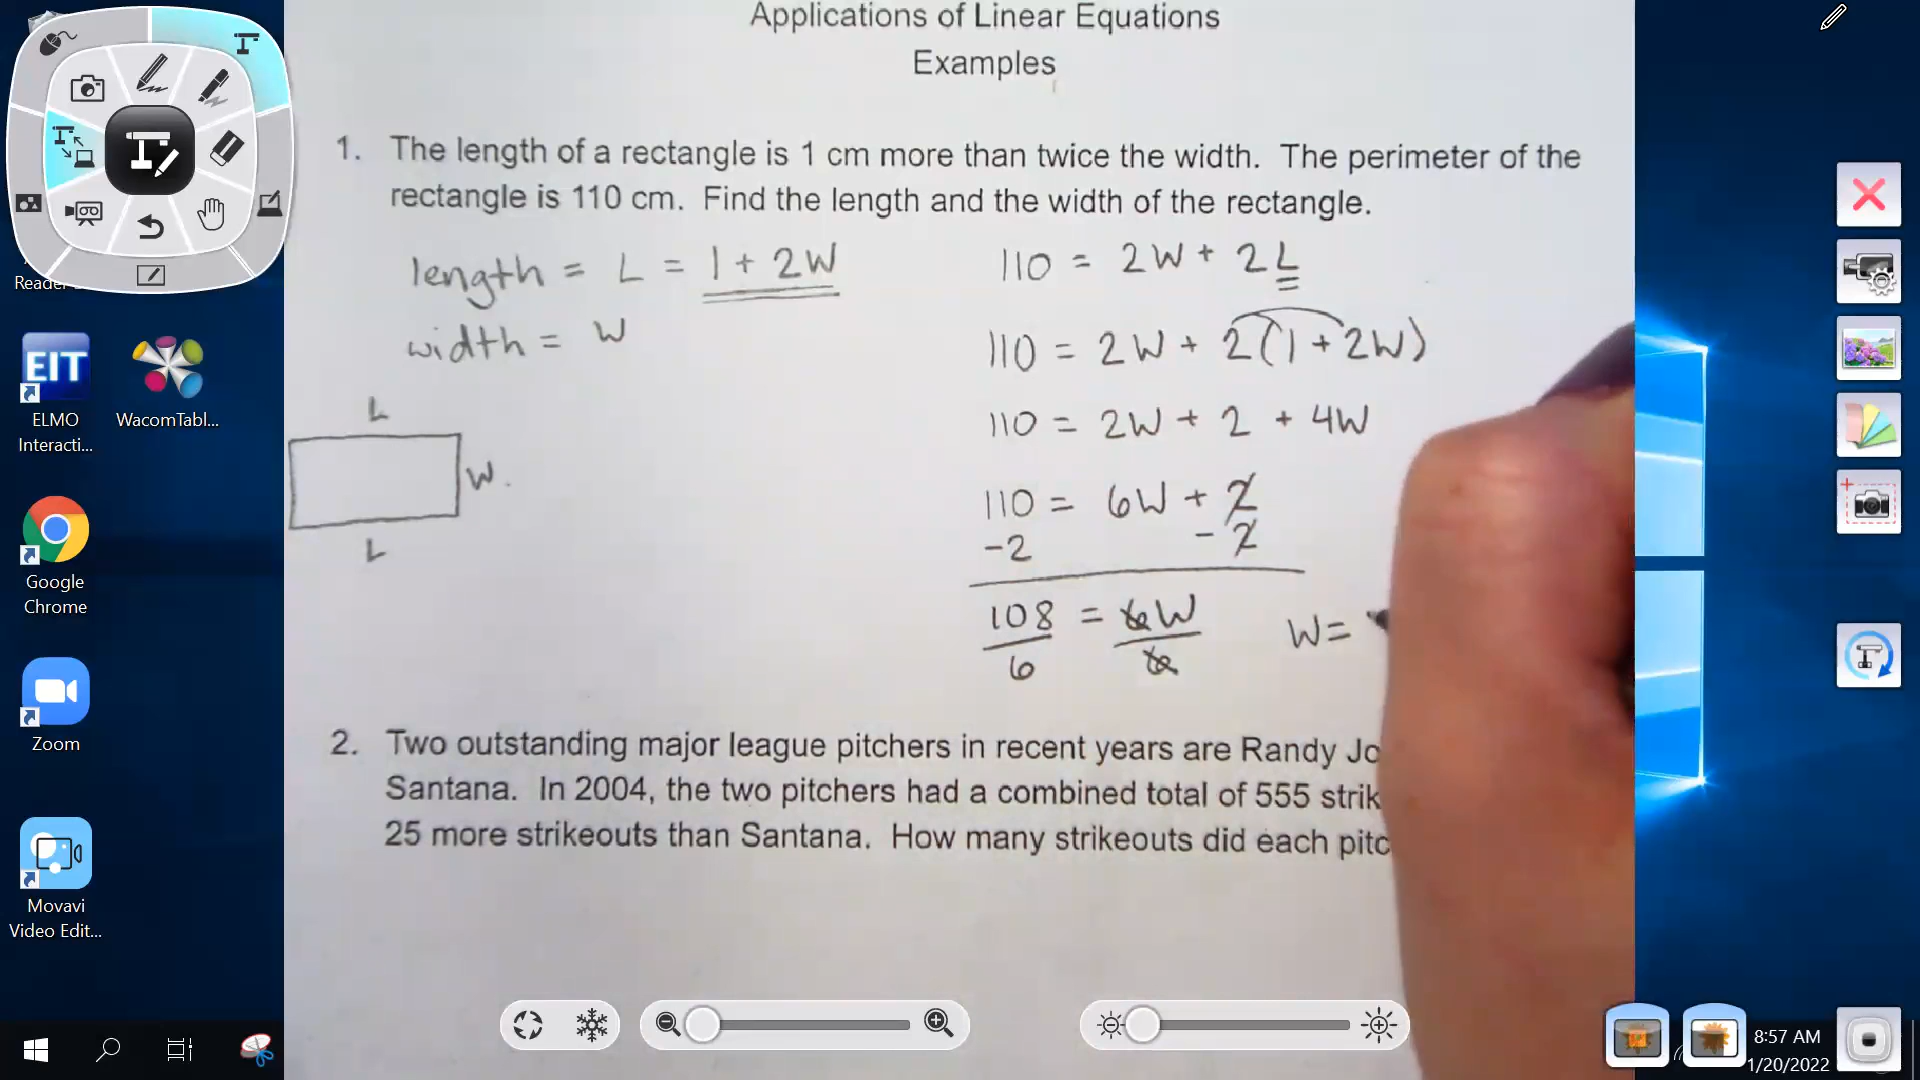 Applications of Linear Equations
Examples
1. The length of a rectangle is 1 cm more than twice the width. The perimeter of the
rectangle is 110 cm. Find the length and the width of the rectangle.
length = L = 1 + 2W
width = W
L
W.
L
110 = 2W + 2L
110 = 2W + 2(1 + 2W)
110 = 2W + 2 + 4W
110 = 6W + 2
-2 - 2
108 = 6W
6 6
W =
2. Two outstanding major league pitchers in recent years are Randy Jo
Santana. In 2004, the two pitchers had a combined total of 555 strik
25 more strikeouts than Santana. How many strikeouts did each pitc
Reader
EIT
ELMO
Interacti...
WacomTabl...
Google
Chrome
Zoom
Movavi
Video Edit...
8:57 AM
1/20/2022